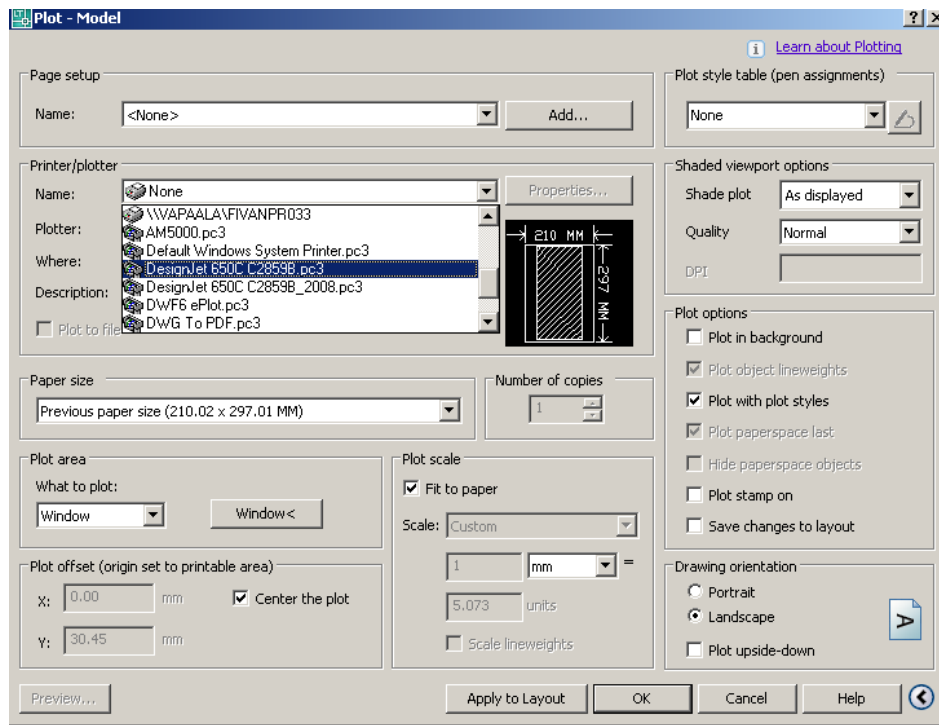 Plot - Model
Learn about Plotting
Page setup
Name: <None> Add...
Plot style table (pen assignments)
None
Printer/plotter
Name: None Properties...
\\VAPAALA\FIVANPR033
AM5000.pc3
Default Windows System Printer.pc3
DesignJet 650C C2859B.pc3
DesignJet 650C C2859B_2008.pc3
DWF6 ePlot.pc3
DWG To PDF.pc3
Plotter:
Where:
Description:
Plot to file
210 MM
297 MM
Shaded viewport options
Shade plot As displayed
Quality Normal
DPI
Paper size
Previous paper size (210.02 x 297.01 MM)
Number of copies
1
Plot options
Plot in background
Plot object lineweights
Plot with plot styles
Plot paperspace last
Hide paperspace objects
Plot stamp on
Save changes to layout
Plot area
What to plot:
Window Window<
Plot scale
Fit to paper
Scale: Custom
1 mm =
5.073 units
Scale lineweights
Plot offset (origin set to printable area)
X: 0.00 mm Center the plot
Y: 30.45 mm
Drawing orientation
Portrait
Landscape
Plot upside-down
A
Preview... Apply to Layout OK Cancel Help